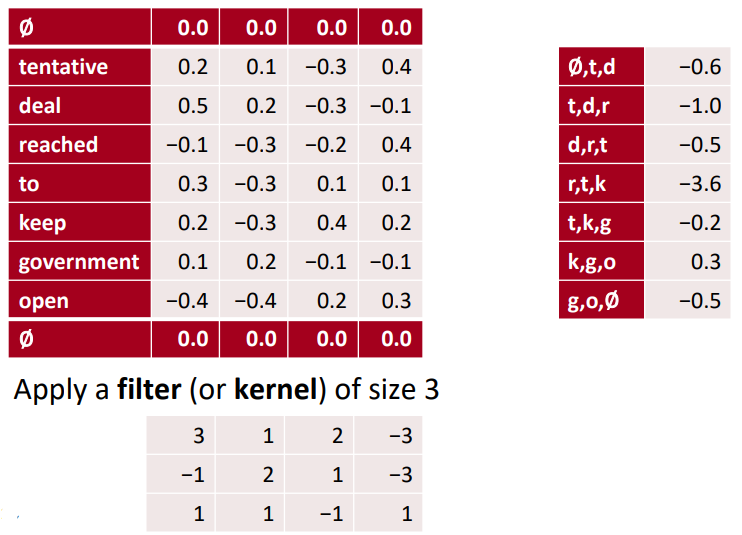 Ø 0.0 0.0 0.0 0.0
tentative 0.2 0.1 −0.3 0.4 Ø,t,d −0.6
deal 0.5 0.2 −0.3 −0.1 t,d,r −1.0
reached −0.1 −0.3 −0.2 0.4 d,r,t −0.5
to 0.3 −0.3 0.1 0.1 r,t,k −3.6
keep 0.2 −0.3 0.4 0.2 t,k,g −0.2
government 0.1 0.2 −0.1 −0.1 k,g,o 0.3
open −0.4 −0.4 0.2 0.3 g,o,Ø −0.5
Ø 0.0 0.0 0.0 0.0
Apply a filter (or kernel) of size 3
3 1 2 −3
−1 2 1 −3
1 1 −1 1